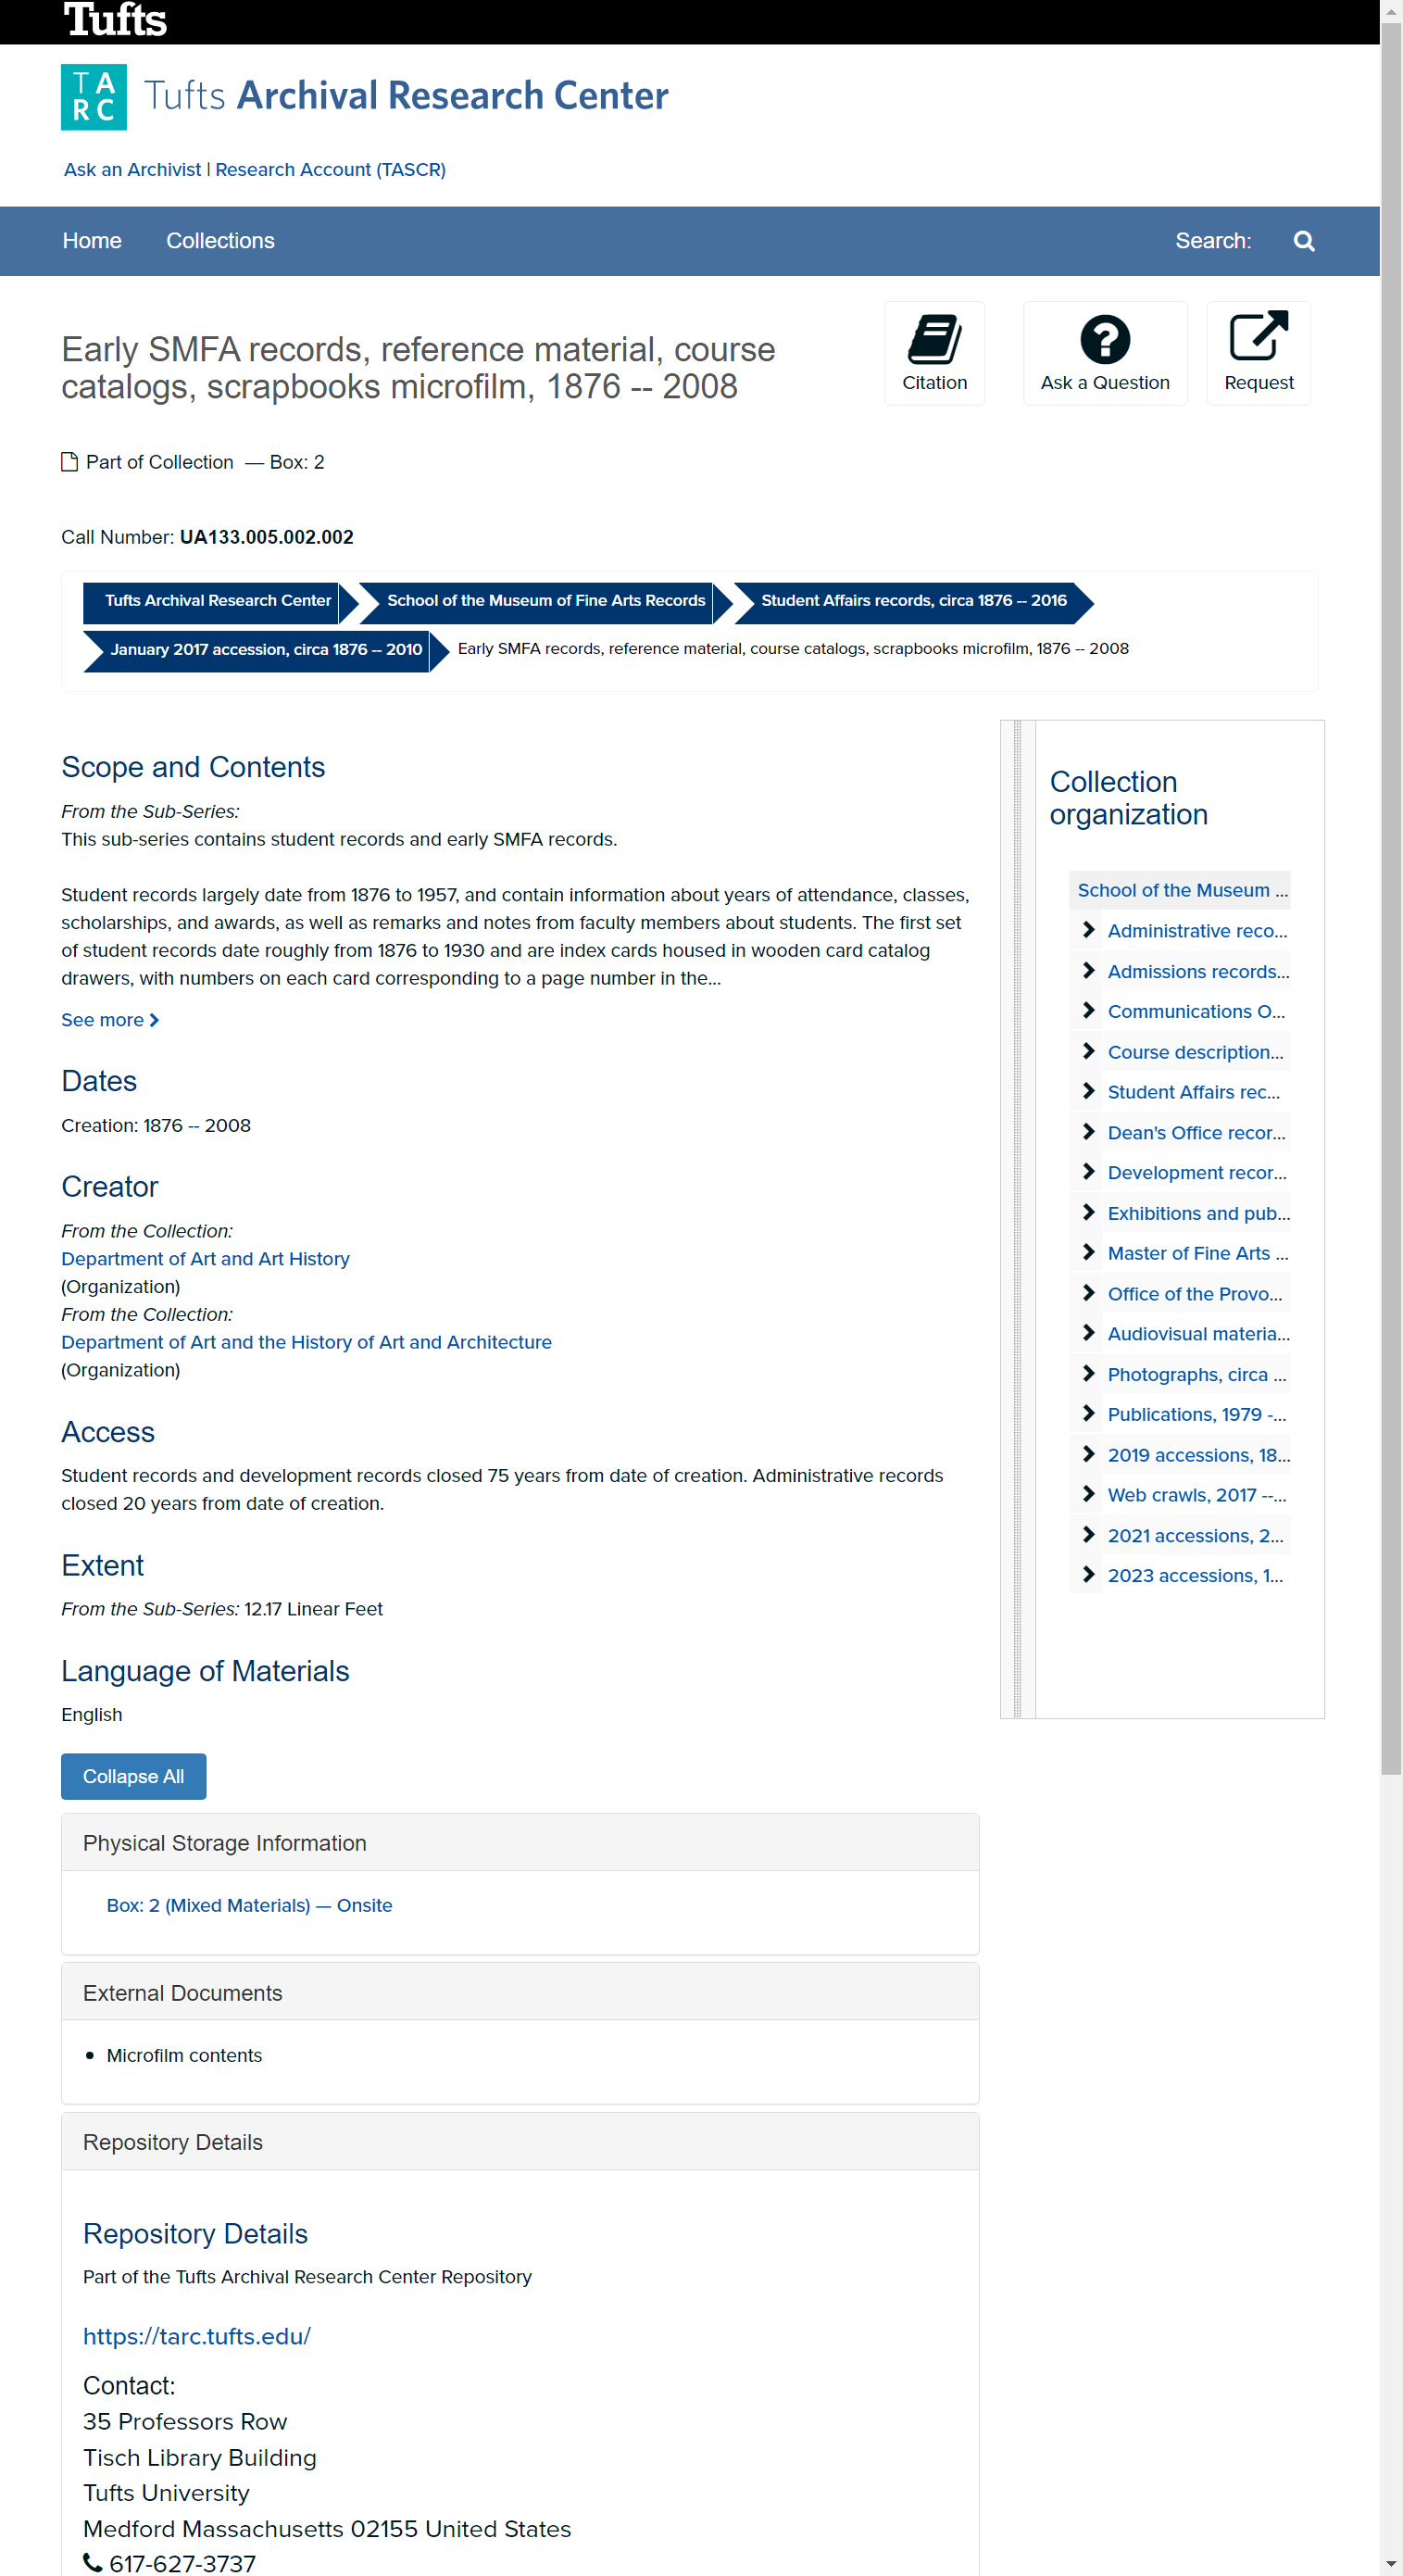 Tufts
TA
RC
Tufts Archival Research Center
Ask an Archivist | Research Account (TASCR)
Home Collections Search:
Early SMFA records, reference material, course
catalogs, scrapbooks microfilm, 1876 -- 2008
Citation
Ask a Question
Request
Part of Collection — Box: 2
Call Number: UA133.005.002.002
Tufts Archival Research Center School of the Museum of Fine Arts Records Student Affairs records, circa 1876 -- 2016
January 2017 accession, circa 1876 -- 2010 Early SMFA records, reference material, course catalogs, scrapbooks microfilm, 1876 -- 2008
Scope and Contents
From the Sub-Series:
This sub-series contains student records and early SMFA records.
Student records largely date from 1876 to 1957, and contain information about years of attendance, classes,
scholarships, and awards, as well as remarks and notes from faculty members about students. The first set
of student records date roughly from 1876 to 1930 and are index cards housed in wooden card catalog
drawers, with numbers on each card corresponding to a page number in the...
See more
Dates
Creation: 1876 -- 2008
Creator
From the Collection:
Department of Art and Art History
(Organization)
From the Collection:
Department of Art and the History of Art and Architecture
(Organization)
Access
Student records and development records closed 75 years from date of creation. Administrative records
closed 20 years from date of creation.
Extent
From the Sub-Series: 12.17 Linear Feet
Language of Materials
English
Collapse All
Physical Storage Information
Box: 2 (Mixed Materials) — Onsite
External Documents
Microfilm contents
Repository Details
Repository Details
Part of the Tufts Archival Research Center Repository
https://tarc.tufts.edu/
Contact:
35 Professors Row
Tisch Library Building
Tufts University
Medford Massachusetts 02155 United States
617-627-3737
Collection
organization
School of the Museum ...
Administrative reco...
Admissions records...
Communications O...
Course description...
Student Affairs rec...
Dean's Office recor...
Development recor...
Exhibitions and pub...
Master of Fine Arts ...
Office of the Provo...
Audiovisual materia...
Photographs, circa ...
Publications, 1979 -...
2019 accessions, 18...
Web crawls, 2017 --...
2021 accessions, 2...
2023 accessions, 1...